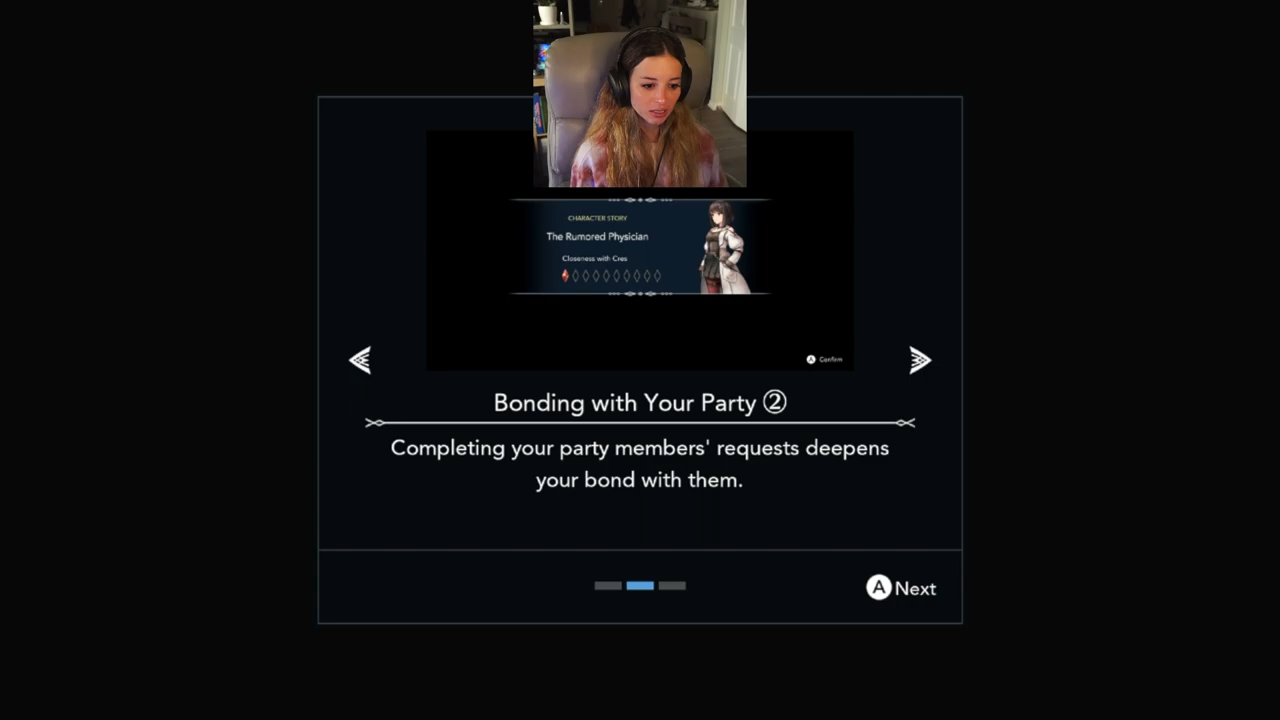 CHARACTER STORY
The Rumored Physician
Closeness with Cres
A Confirm
Bonding with Your Party ②
Completing your party members' requests deepens
your bond with them.
A Next